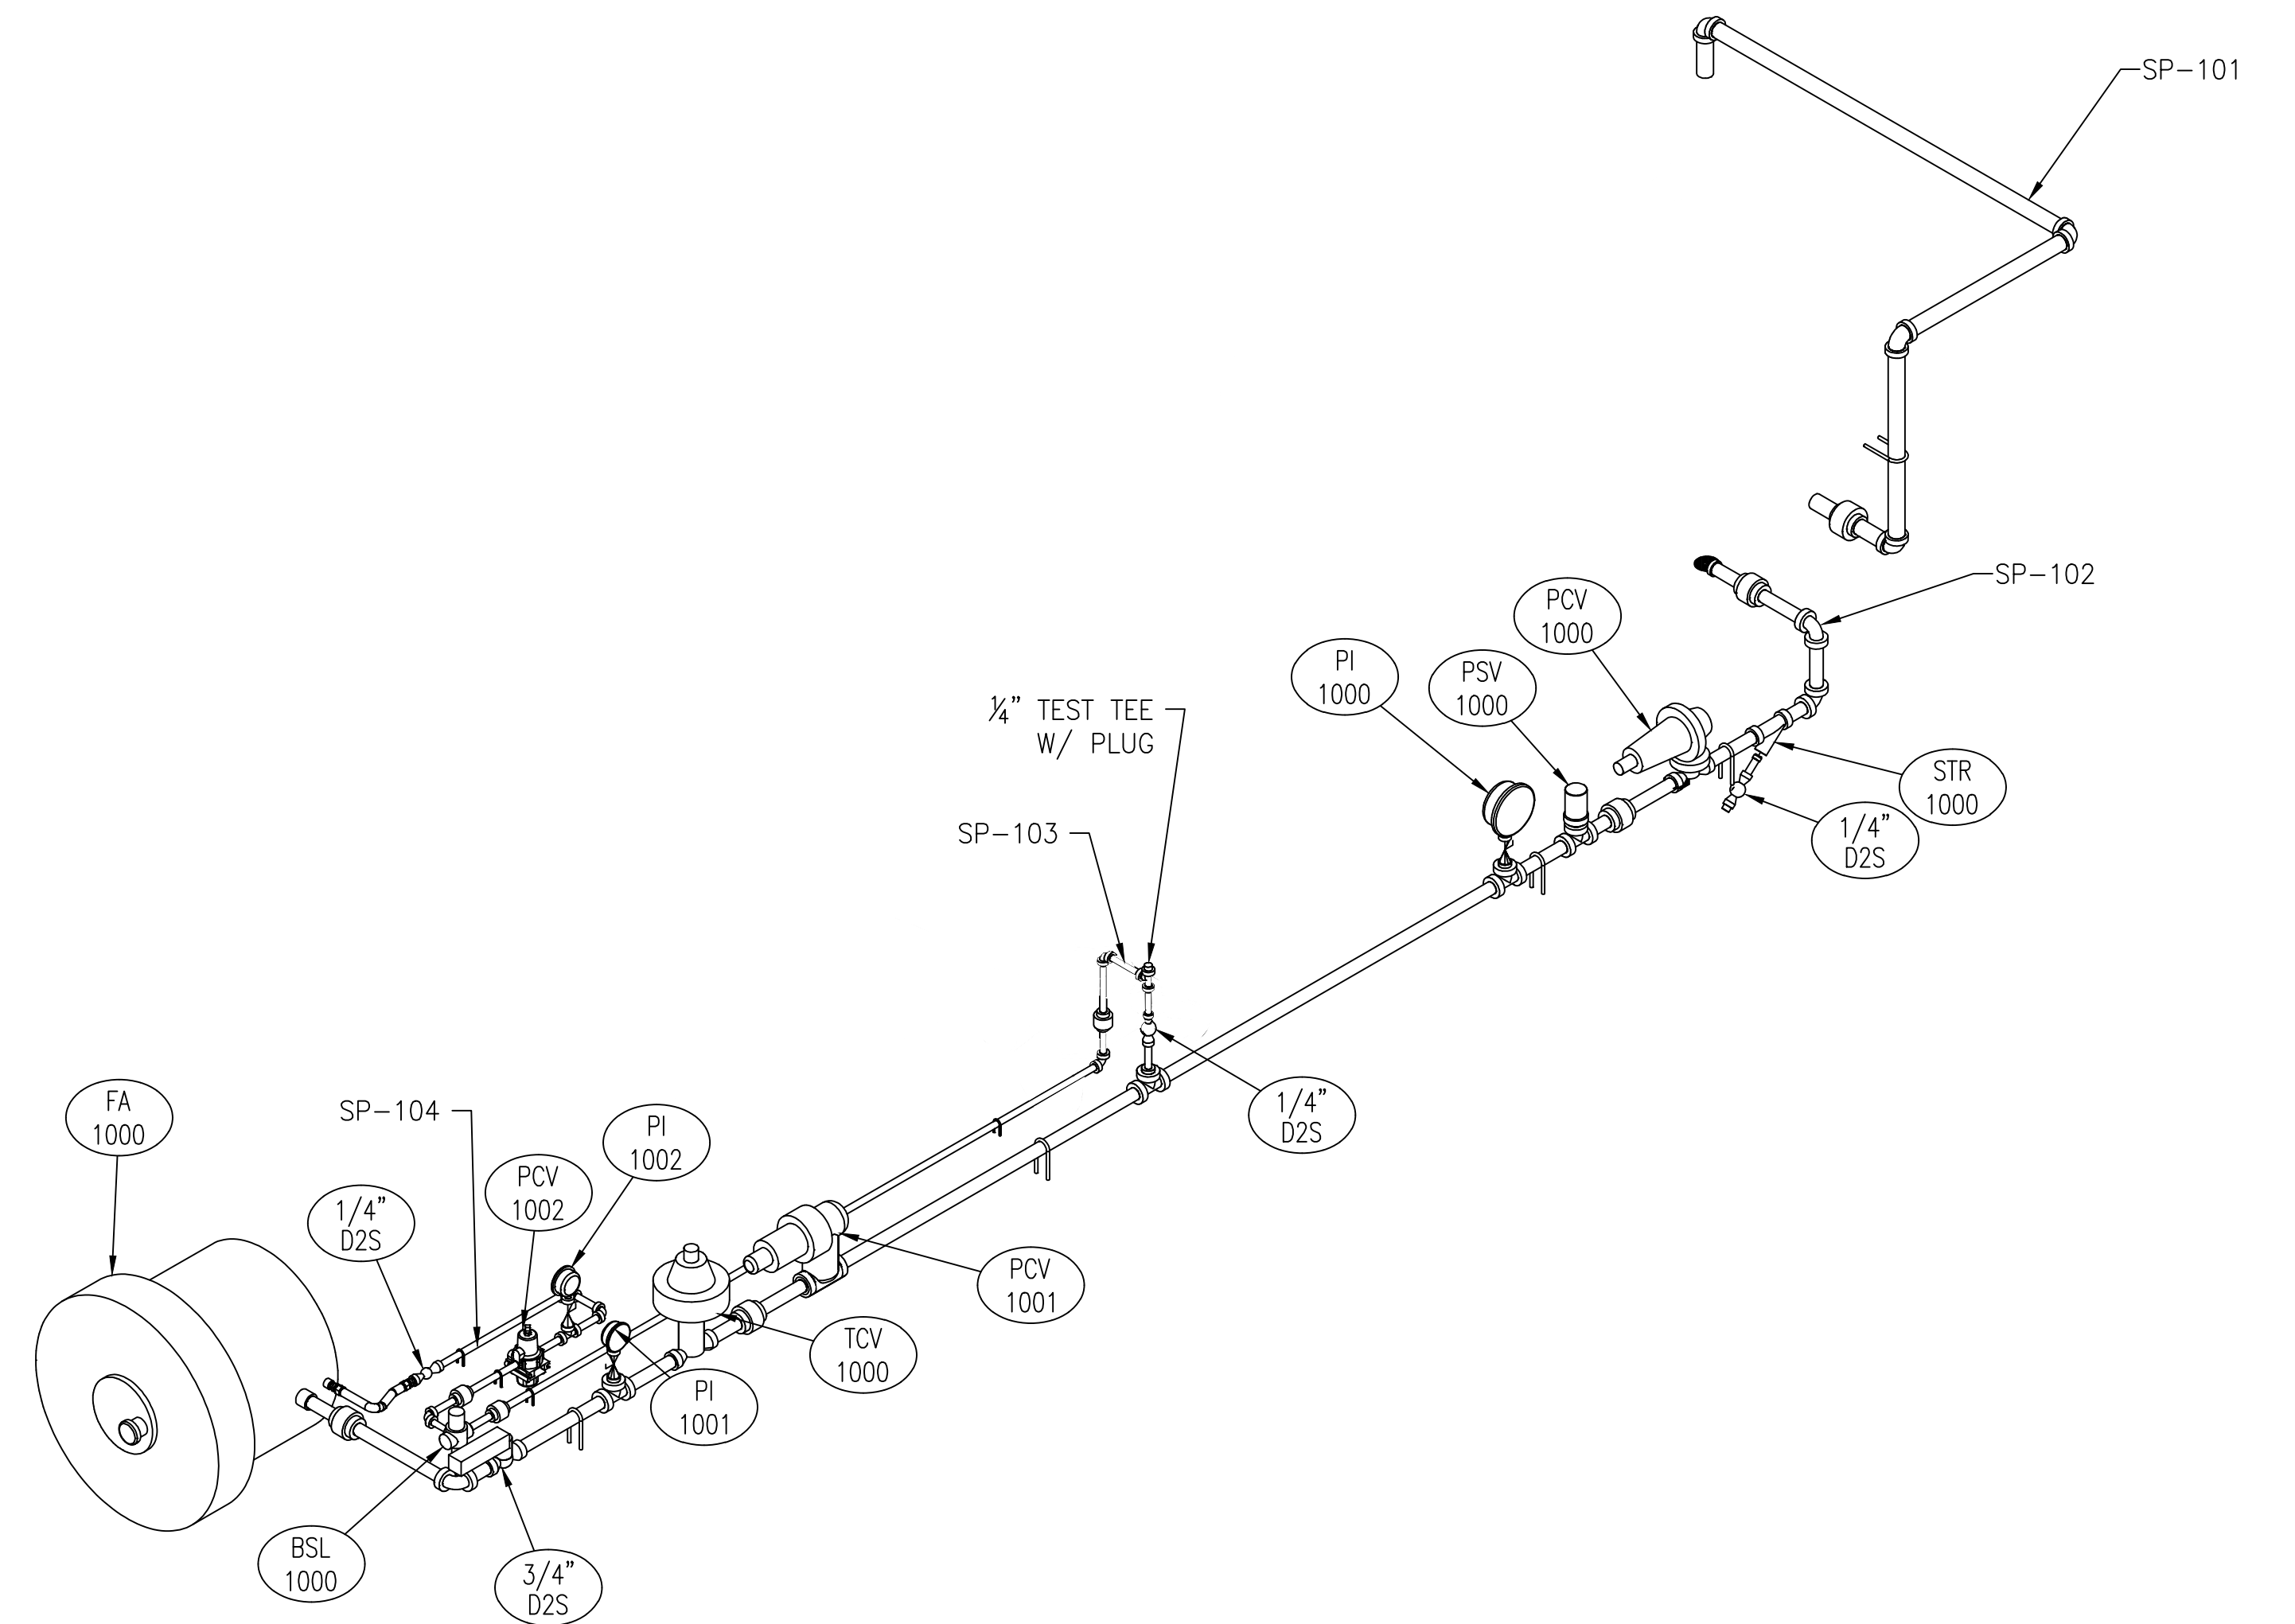 SP-101
SP-102
PCV
1000
PI
1000
PSV
1000
¼” TEST TEE
W/ PLUG
STR
1000
1/4”
D2S
SP-103
FA
1000
SP-104
PI
1002
1/4”
D2S
PCV
1002
1/4”
D2S
PCV
1001
TCV
1000
PI
1001
BSL
1000
3/4”
D2S